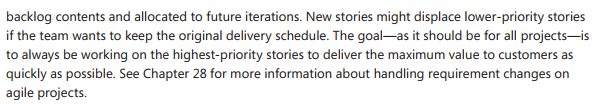 backlog contents and allocated to future iterations. New stories might displace lower-priority stories
if the team wants to keep the original delivery schedule. The goal—as it should be for all projects—is
to always be working on the highest-priority stories to deliver the maximum value to customers as
quickly as possible. See Chapter 28 for more information about handling requirement changes on
agile projects.